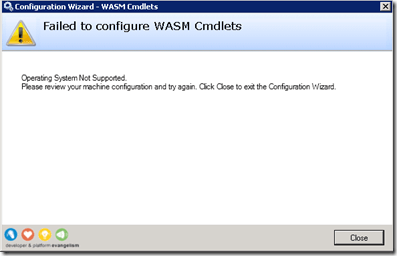 Configuration Wizard - WASM Cmdlets
Failed to configure WASM Cmdlets
Operating System Not Supported.
Please review your machine configuration and try again. Click Close to exit the Configuration Wizard.
developer & platform evangelism
Close